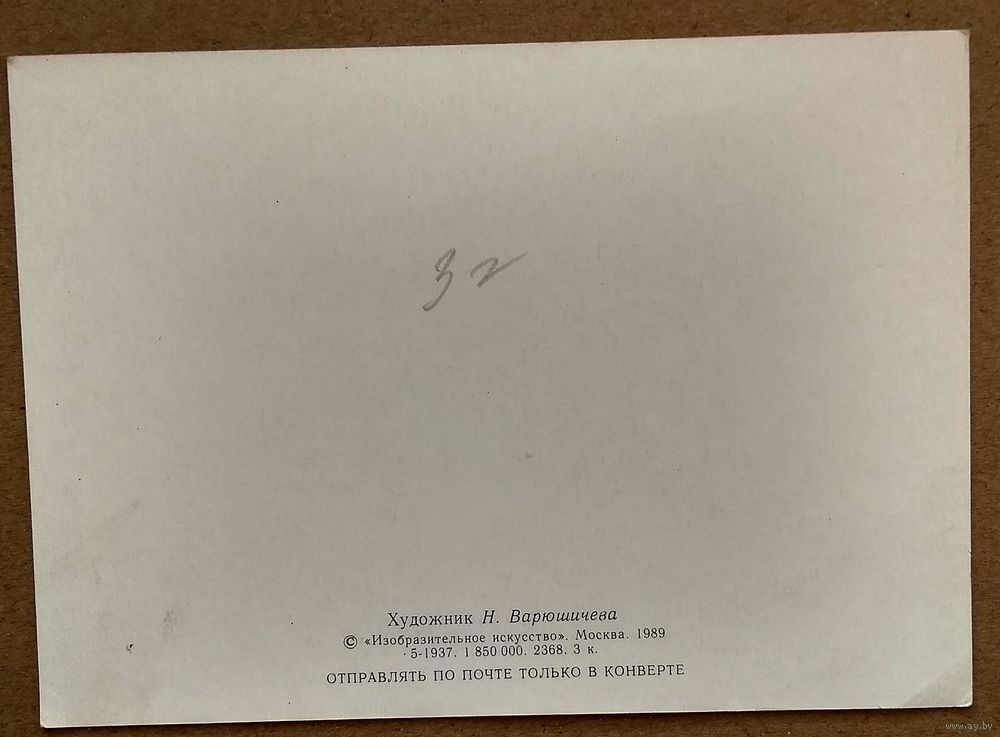 3 г
Художник Н. Варюшичева
© «Изобразительное искусство». Москва. 1989
5-1937. 1 850 000. 2368. 3 к.
ОТПРАВЛЯТЬ ПО ПОЧТЕ ТОЛЬКО В КОНВЕРТЕ
www.ay.by